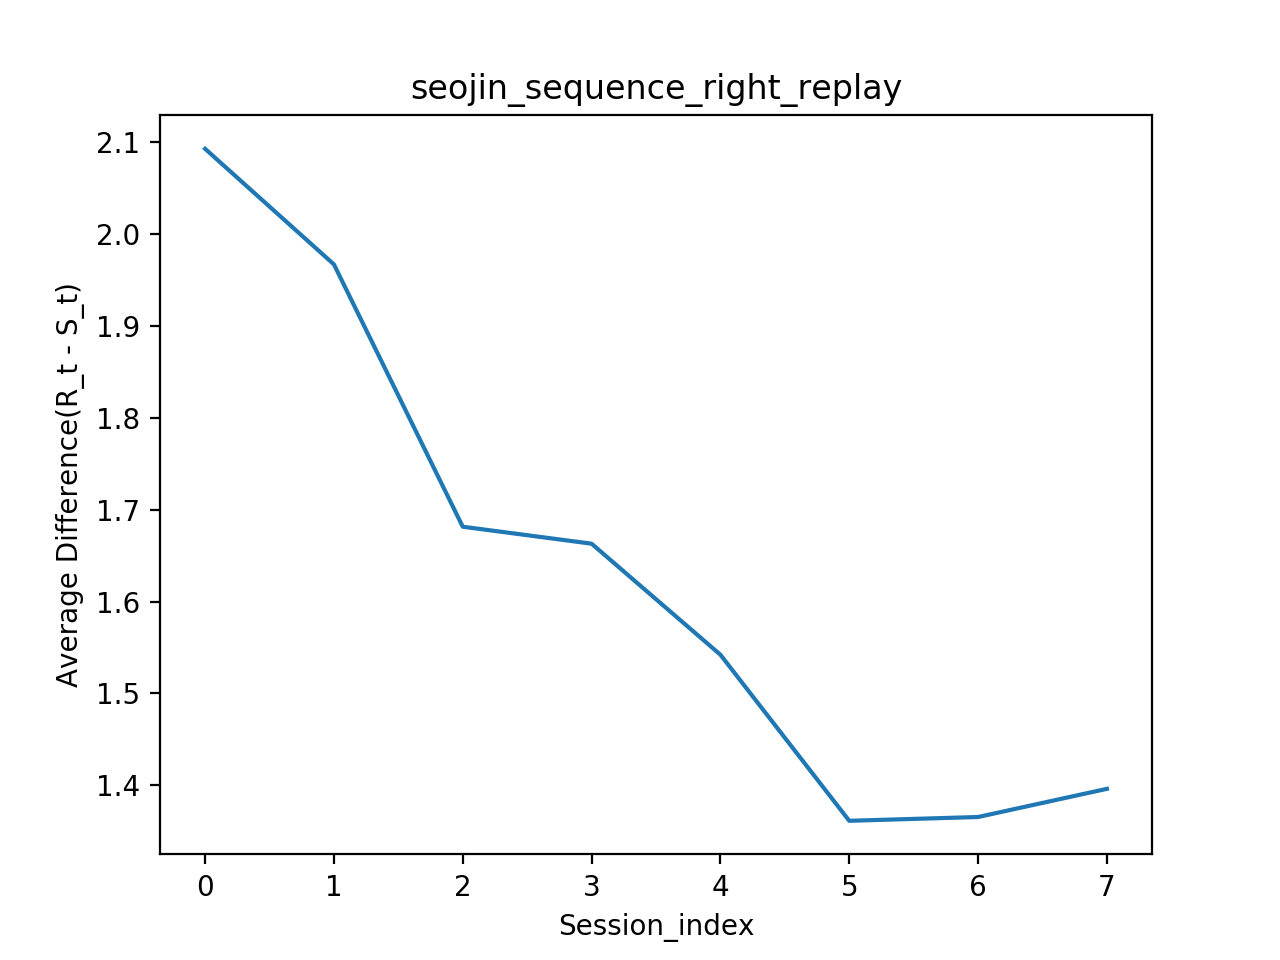 seojin_sequence_right_replay
2.1
2.0
1.9
1.8
1.7
1.6
1.5
1.4
Average Difference(R_t - S_t)
0 1 2 3 4 5 6 7
Session_index